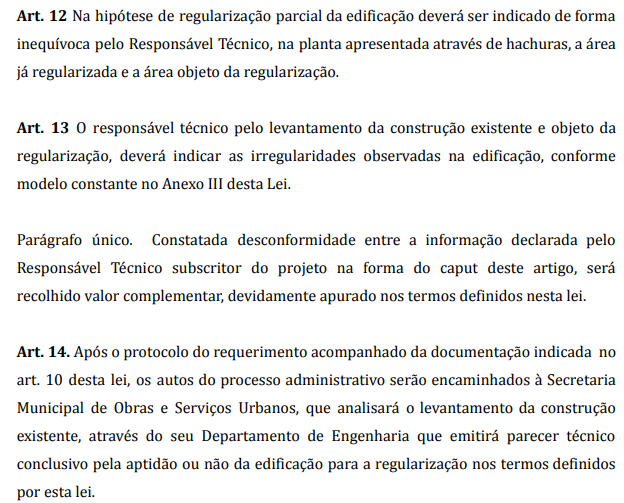 Art. 12 Na hipótese de regularização parcial da edificação deverá ser indicado de forma
inequívoca pelo Responsável Técnico, na planta apresentada através de hachuras, a área
já regularizada e a área objeto da regularização.
Art. 13 O responsável técnico pelo levantamento da construção existente e objeto da
regularização, deverá indicar as irregularidades observadas na edificação, conforme
modelo constante no Anexo III desta Lei.
Parágrafo único. Constatada desconformidade entre a informação declarada pelo
Responsável Técnico subscritor do projeto na forma do caput deste artigo, será
recolhido valor complementar, devidamente apurado nos termos definidos nesta lei.
Art. 14. Após o protocolo do requerimento acompanhado da documentação indicada no
art. 10 desta lei, os autos do processo administrativo serão encaminhados à Secretaria
Municipal de Obras e Serviços Urbanos, que analisará o levantamento da construção
existente, através do seu Departamento de Engenharia que emitirá parecer técnico
conclusivo pela aptidão ou não da edificação para a regularização nos termos definidos
por esta lei.